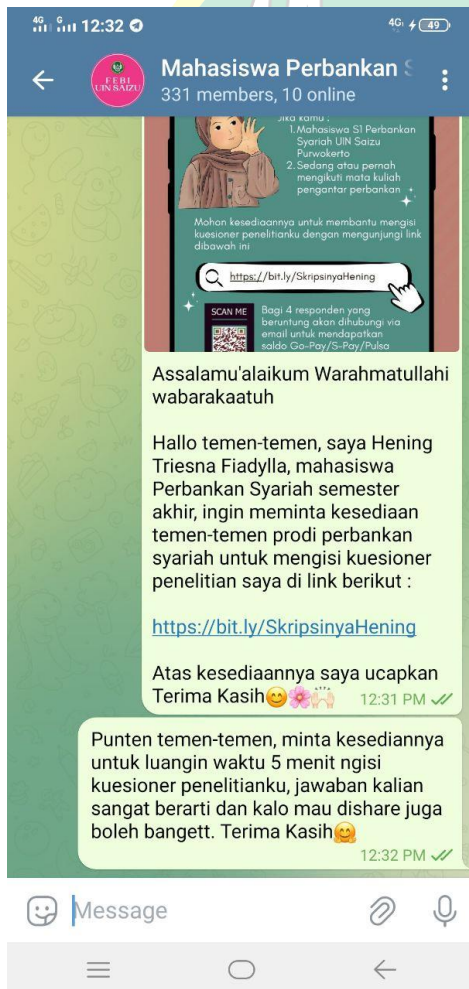 4G G 12:32 4G 49
FEBI
UIN SAIZU
Mahasiswa Perbankan S
331 members, 10 online
Jika kamu :
1. Mahasiswa S1 Perbankan
Syariah UIN Saizu
Purwokerto
2. Sedang atau pernah
mengikuti mata kuliah
pengantar perbankan
Mohon kesediaannya untuk membantu mengisi
kuesioner penelitianku dengan mengunjungi link
dibawah ini
https://bit.ly/SkripsinyaHening
SCAN ME
Bagi 4 responden yang
beruntung akan dihubungi via
email untuk mendapatkan
saldo Go-Pay/S-Pay/Pulsa
Assalamu'alaikum Warahmatullahi
wabarakaatuh
Hallo temen-temen, saya Hening
Triesna Fiadylla, mahasiswa
Perbankan Syariah semester
akhir, ingin meminta kesediaan
temen-temen prodi perbankan
syariah untuk mengisi kuesioner
penelitian saya di link berikut :
https://bit.ly/SkripsinyaHening
Atas kesediaannya saya ucapkan
Terima Kasih😊🌸🙌🏻 12:31 PM
Punten temen-temen, minta kesediannya
untuk luangin waktu 5 menit ngisi
kuesioner penelitianku, jawaban kalian
sangat berarti dan kalo mau dishare juga
boleh bangett. Terima Kasih🤗
12:32 PM
Message